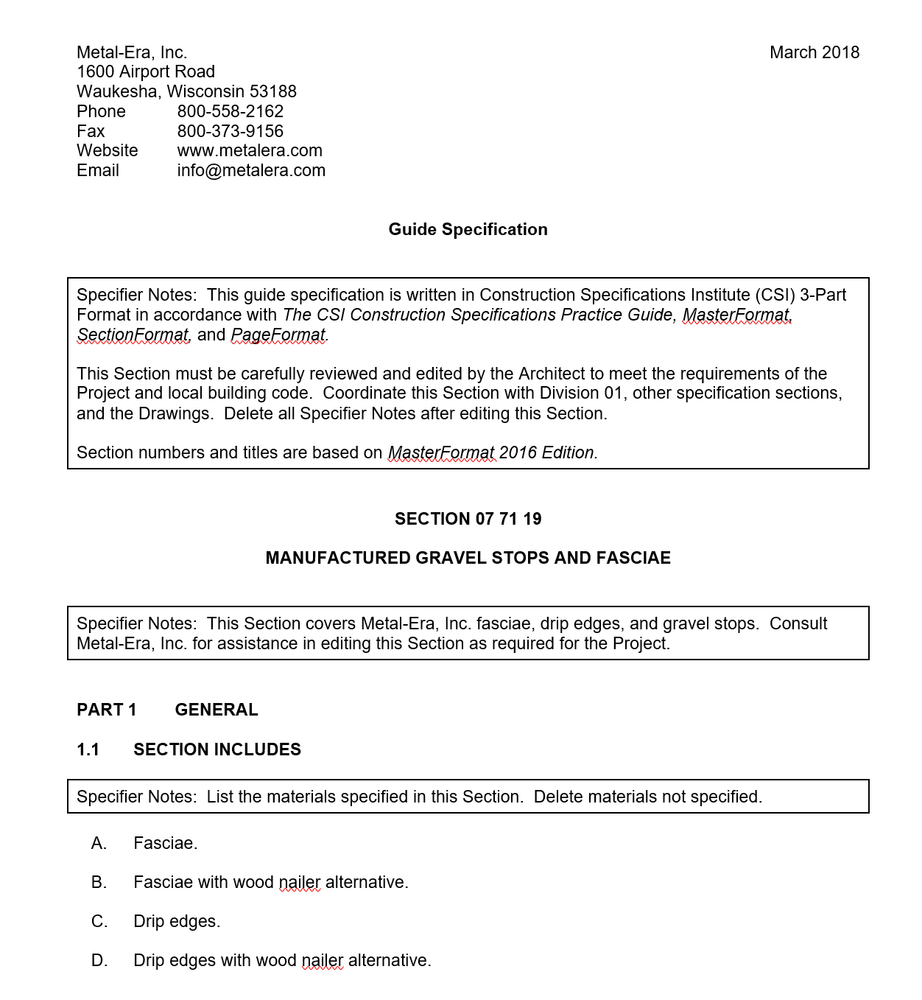 Metal-Era, Inc. March 2018
1600 Airport Road
Waukesha, Wisconsin 53188
Phone 800-558-2162
Fax 800-373-9156
Website www.metalera.com
Email info@metalera.com
Guide Specification
Specifier Notes:  This guide specification is written in Construction Specifications Institute (CSI) 3-Part
Format in accordance with The CSI Construction Specifications Practice Guide, MasterFormat,
SectionFormat, and PageFormat.
This Section must be carefully reviewed and edited by the Architect to meet the requirements of the
Project and local building code.  Coordinate this Section with Division 01, other specification sections,
and the Drawings.  Delete all Specifier Notes after editing this Section.
Section numbers and titles are based on MasterFormat 2016 Edition.
SECTION 07 71 19
MANUFACTURED GRAVEL STOPS AND FASCIAE
Specifier Notes:  This Section covers Metal-Era, Inc. fasciae, drip edges, and gravel stops.  Consult
Metal-Era, Inc. for assistance in editing this Section as required for the Project.
PART 1 GENERAL
1.1 SECTION INCLUDES
Specifier Notes:  List the materials specified in this Section.  Delete materials not specified.
A. Fasciae.
B. Fasciae with wood nailer alternative.
C. Drip edges.
D. Drip edges with wood nailer alternative.